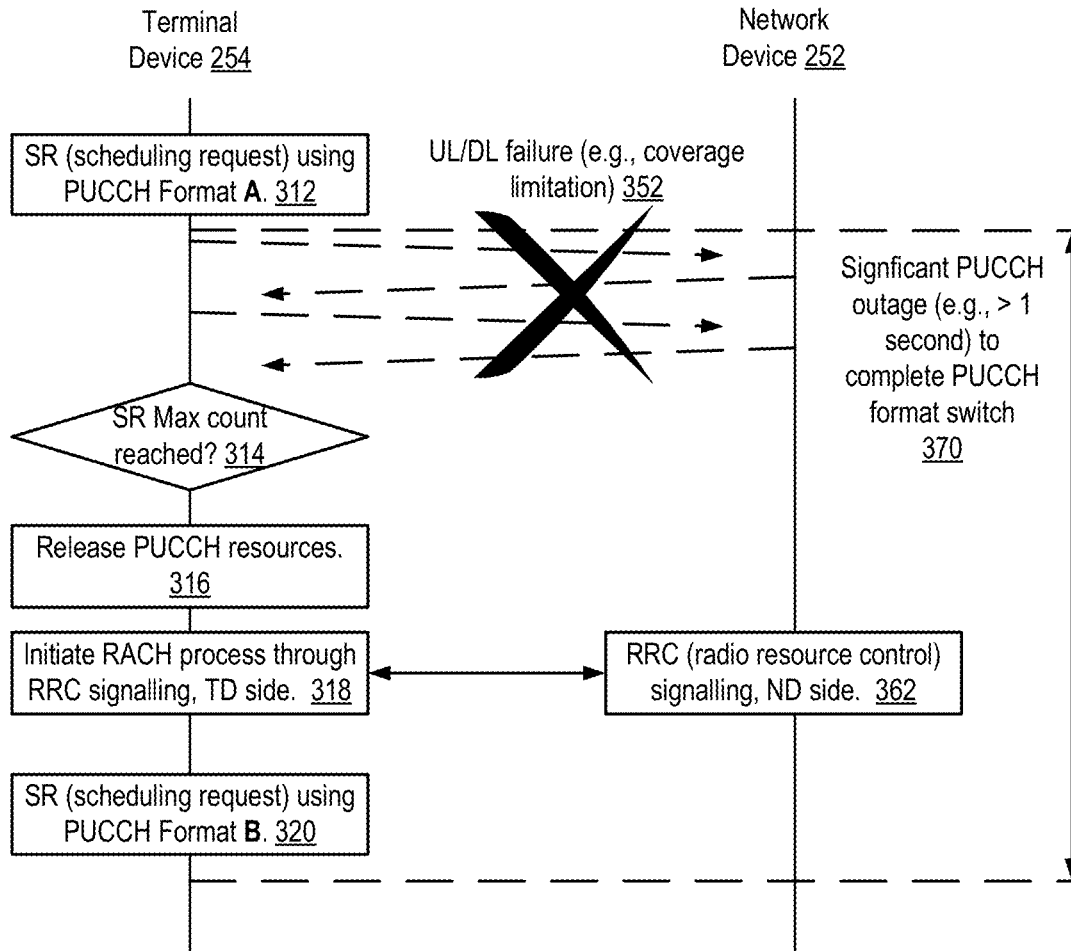 Terminal
Device 254
Network
Device 252
SR (scheduling request) using
PUCCH Format A. 312
UL/DL failure (e.g., coverage
limitation) 352
Signficant PUCCH
outage (e.g., > 1
second) to
complete PUCCH
format switch
370
SR Max count
reached? 314
Release PUCCH resources.
316
Initiate RACH process through
RRC signalling, TD side. 318
RRC (radio resource control)
signalling, ND side. 362
SR (scheduling request) using
PUCCH Format B. 320